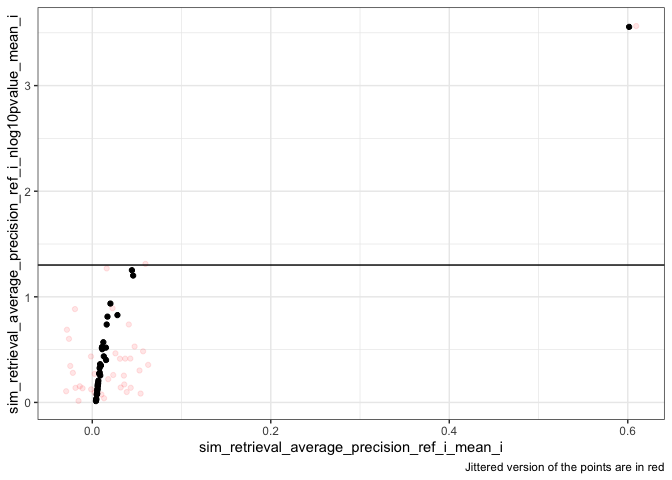 sim_retrieval_average_precision_ref_i_nlog10pvalue_mean_i
3
2
1
0
0.0
0.2
0.4
0.6
sim_retrieval_average_precision_ref_i_mean_i
Jittered version of the points are in red